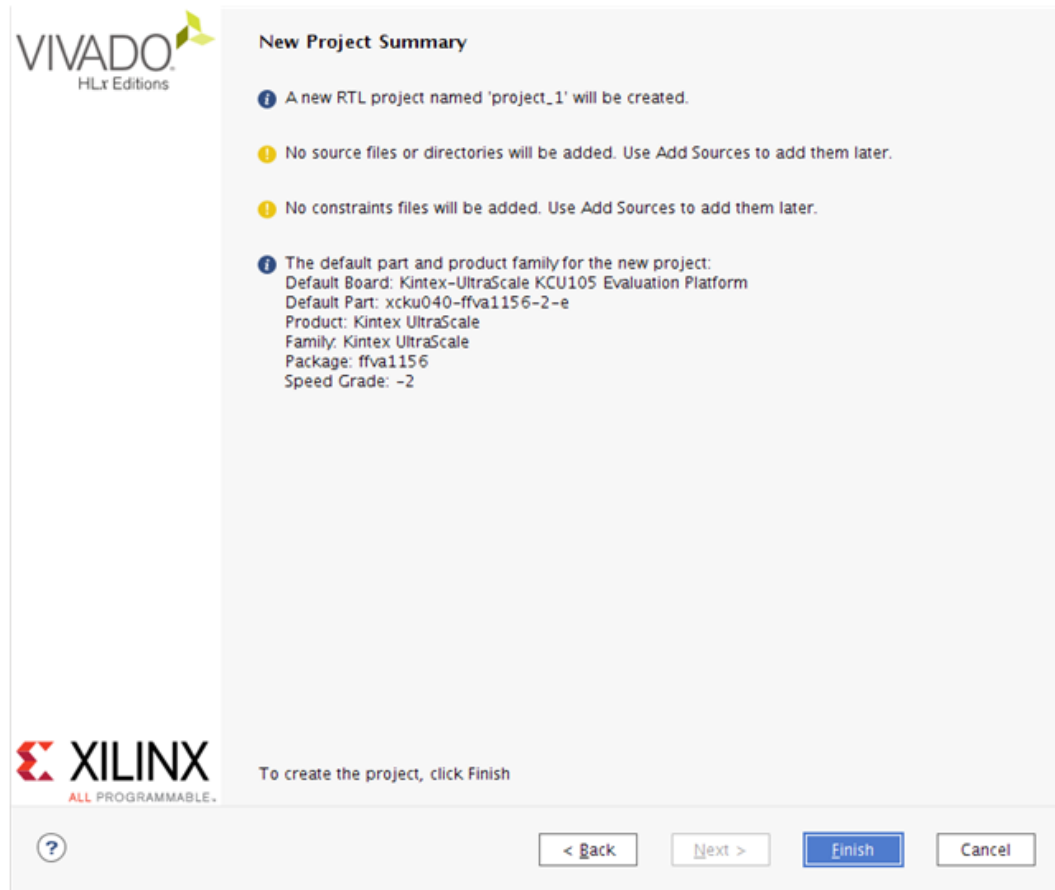 VIVADO.
HLx Editions
New Project Summary
A new RTL project named 'project_1' will be created.
No source files or directories will be added. Use Add Sources to add them later.
No constraints files will be added. Use Add Sources to add them later.
The default part and product family for the new project:
Default Board: Kintex-UltraScale KCU105 Evaluation Platform
Default Part: xcku040-ffva1156-2-e
Product: Kintex UltraScale
Family: Kintex UltraScale
Package: ffva1156
Speed Grade: -2
XILINX
ALL PROGRAMMABLE.
To create the project, click Finish
?
< Back
Next >
Finish
Cancel